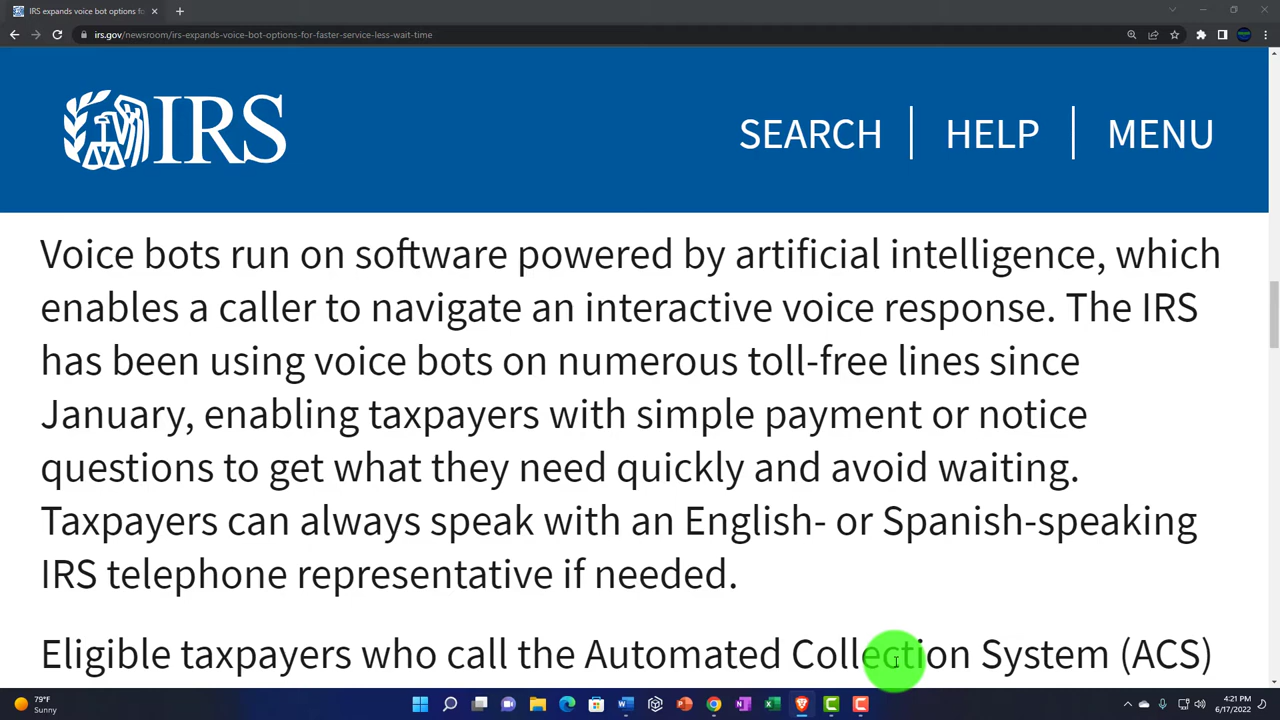 IRS expands voice bot options fo
irs.gov/newsroom/irs-expands-voice-bot-options-for-faster-service-less-wait-time
IRS
SEARCH
HELP
MENU
Voice bots run on software powered by artificial intelligence, which
enables a caller to navigate an interactive voice response. The IRS
has been using voice bots on numerous toll-free lines since
January, enabling taxpayers with simple payment or notice
questions to get what they need quickly and avoid waiting.
Taxpayers can always speak with an English- or Spanish-speaking
IRS telephone representative if needed.
Eligible taxpayers who call the Automated Collection System (ACS)
79°F
Sunny
4:21 PM
6/17/2022